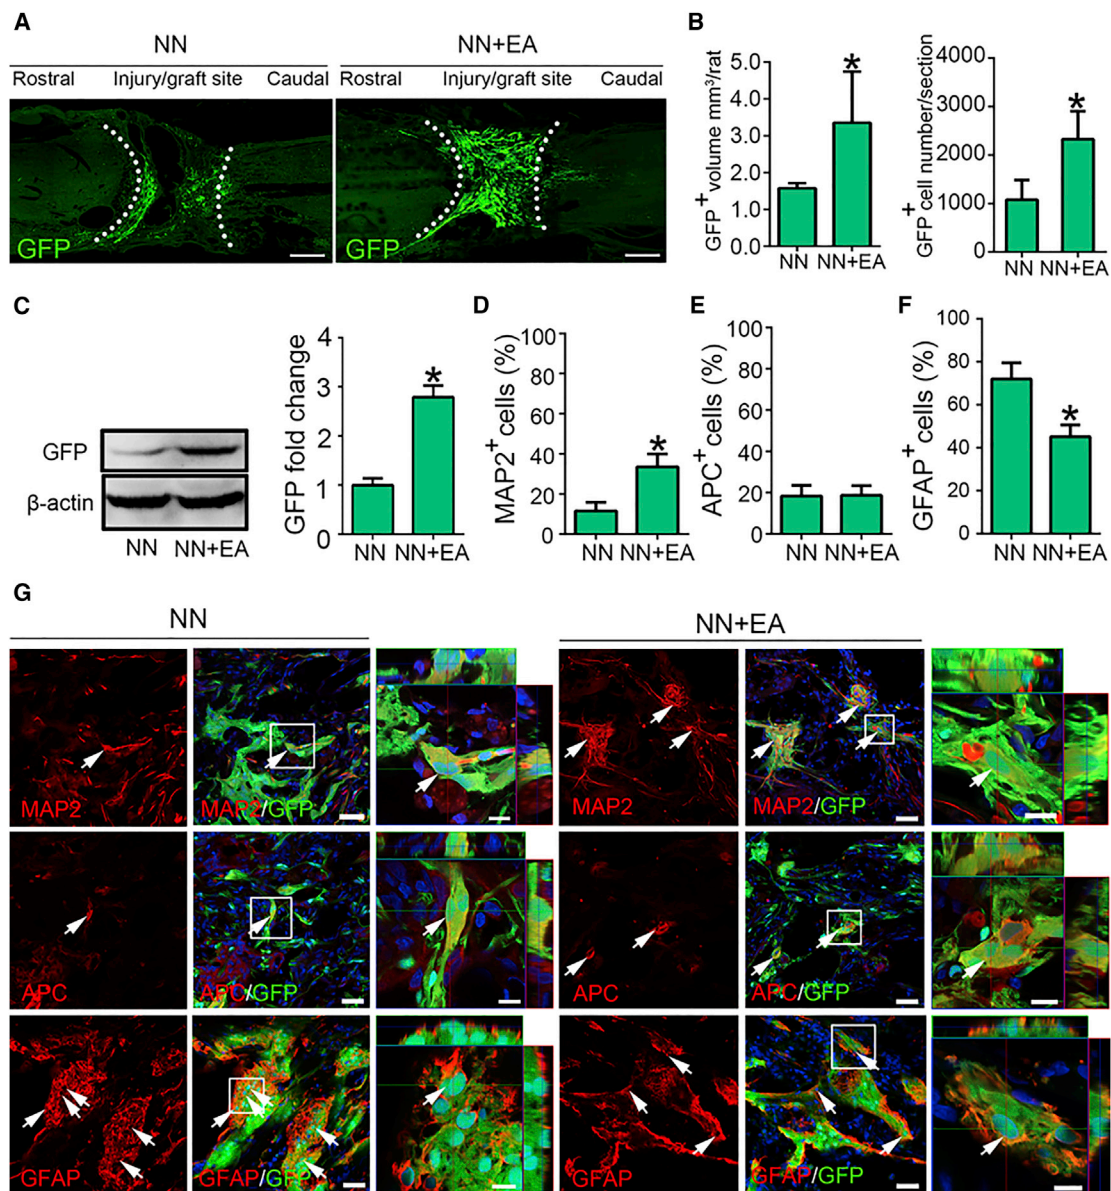 A
NN
NN+EA
Rostral Injury/graft site Caudal
Rostral Injury/graft site Caudal
GFP
GFP
B
GFP+ volume mm³/rat
5.0
4.0
3.0
2.0
1.0
0.0
*
NN NN+EA
GFP+ cell number/section
4000
3000
2000
1000
0
*
NN NN+EA
C
GFP
β-actin
NN NN+EA
GFP fold change
4
3
2
1
0
*
NN NN+EA
D
MAP2+ cells (%)
100
80
60
40
20
0
*
NN NN+EA
E
APC+ cells (%)
100
80
60
40
20
0
NN NN+EA
F
GFAP+ cells (%)
100
80
60
40
20
0
*
NN NN+EA
G
NN
NN+EA
MAP2
MAP2/GFP
MAP2
MAP2/GFP
APC
APC/GFP
APC
APC/GFP
GFAP
GFAP/GFP
GFAP
GFAP/GFP